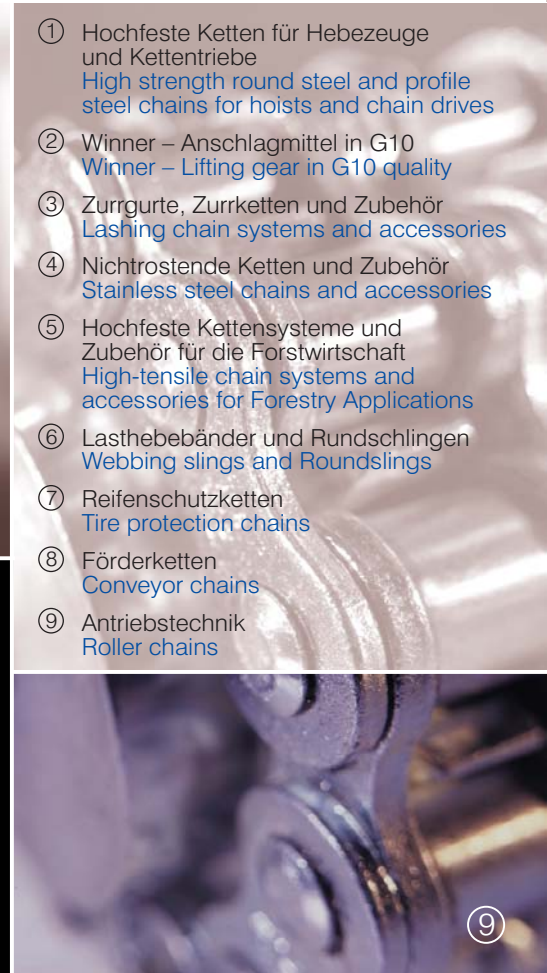 ① Hochfeste Ketten für Hebezeuge
und Kettentriebe
High strength round steel and profile
steel chains for hoists and chain drives
② Winner – Anschlagmittel in G10
Winner – Lifting gear in G10 quality
③ Zurrgurte, Zurrketten und Zubehör
Lashing chain systems and accessories
④ Nichtrostende Ketten und Zubehör
Stainless steel chains and accessories
⑤ Hochfeste Kettensysteme und
Zubehör für die Forstwirtschaft
High-tensile chain systems and
accessories for Forestry Applications
⑥ Lasthebebänder und Rundschlingen
Webbing slings and Roundslings
⑦ Reifenschutzketten
Tire protection chains
⑧ Förderketten
Conveyor chains
⑨ Antriebstechnik
Roller chains
⑨